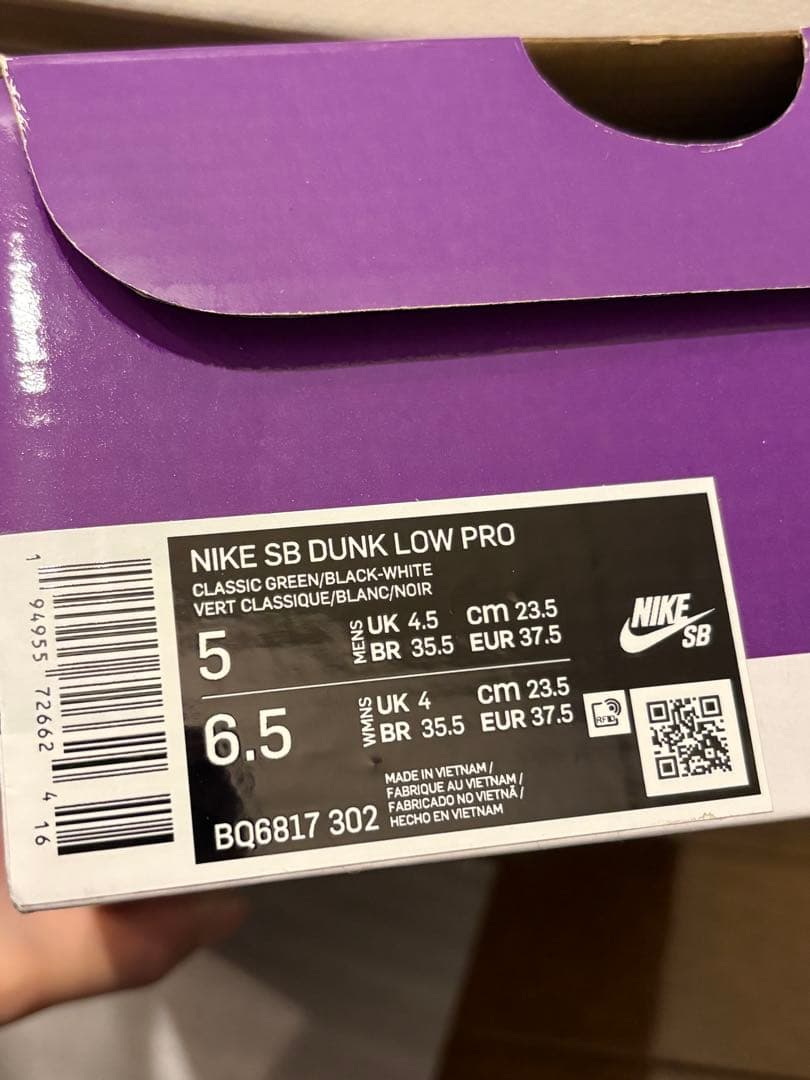 NIKE SB DUNK LOW PRO
CLASSIC GREEN/BLACK-WHITE
VERT CLASSIQUE/BLANC/NOIR
5
MENS
UK 4.5 cm 23.5
BR 35.5 EUR 37.5
6.5
WMNS
UK 4 cm 23.5
BR 35.5 EUR 37.5
BQ6817 302
MADE IN VIETNAM /
FABRIQUE AU VIETNAM /
FABRICADO NO VIETNÃ /
HECHO EN VIETNAM
NIKE
SB
RFID
1 94955 72662 4 16